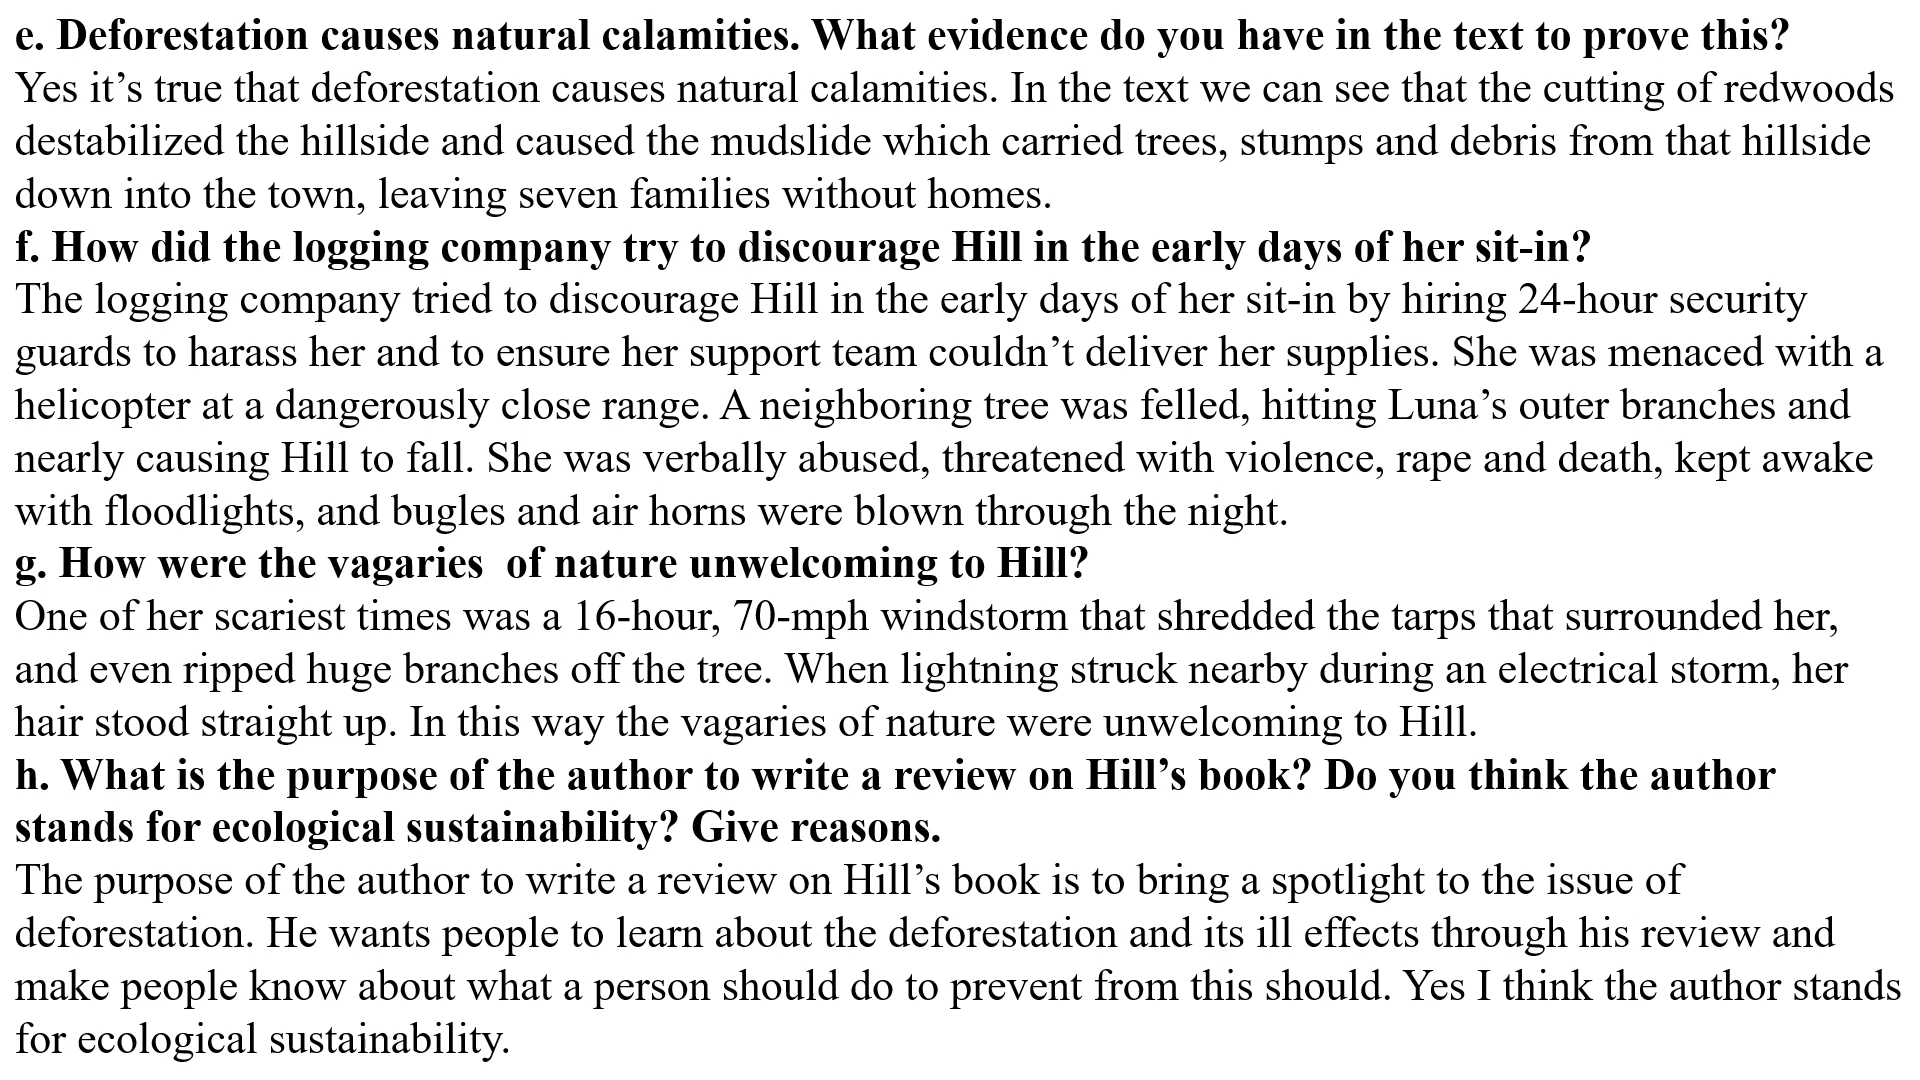 e. Deforestation causes natural calamities. What evidence do you have in the text to prove this?
Yes it’s true that deforestation causes natural calamities. In the text we can see that the cutting of redwoods
destabilized the hillside and caused the mudslide which carried trees, stumps and debris from that hillside
down into the town, leaving seven families without homes.
f. How did the logging company try to discourage Hill in the early days of her sit-in?
The logging company tried to discourage Hill in the early days of her sit-in by hiring 24-hour security
guards to harass her and to ensure her support team couldn’t deliver her supplies. She was menaced with a
helicopter at a dangerously close range. A neighboring tree was felled, hitting Luna’s outer branches and
nearly causing Hill to fall. She was verbally abused, threatened with violence, rape and death, kept awake
with floodlights, and bugles and air horns were blown through the night.
g. How were the vagaries  of nature unwelcoming to Hill?
One of her scariest times was a 16-hour, 70-mph windstorm that shredded the tarps that surrounded her,
and even ripped huge branches off the tree. When lightning struck nearby during an electrical storm, her
hair stood straight up. In this way the vagaries of nature were unwelcoming to Hill.
h. What is the purpose of the author to write a review on Hill’s book? Do you think the author
stands for ecological sustainability? Give reasons.
The purpose of the author to write a review on Hill’s book is to bring a spotlight to the issue of
deforestation. He wants people to learn about the deforestation and its ill effects through his review and
make people know about what a person should do to prevent from this should. Yes I think the author stands
for ecological sustainability.